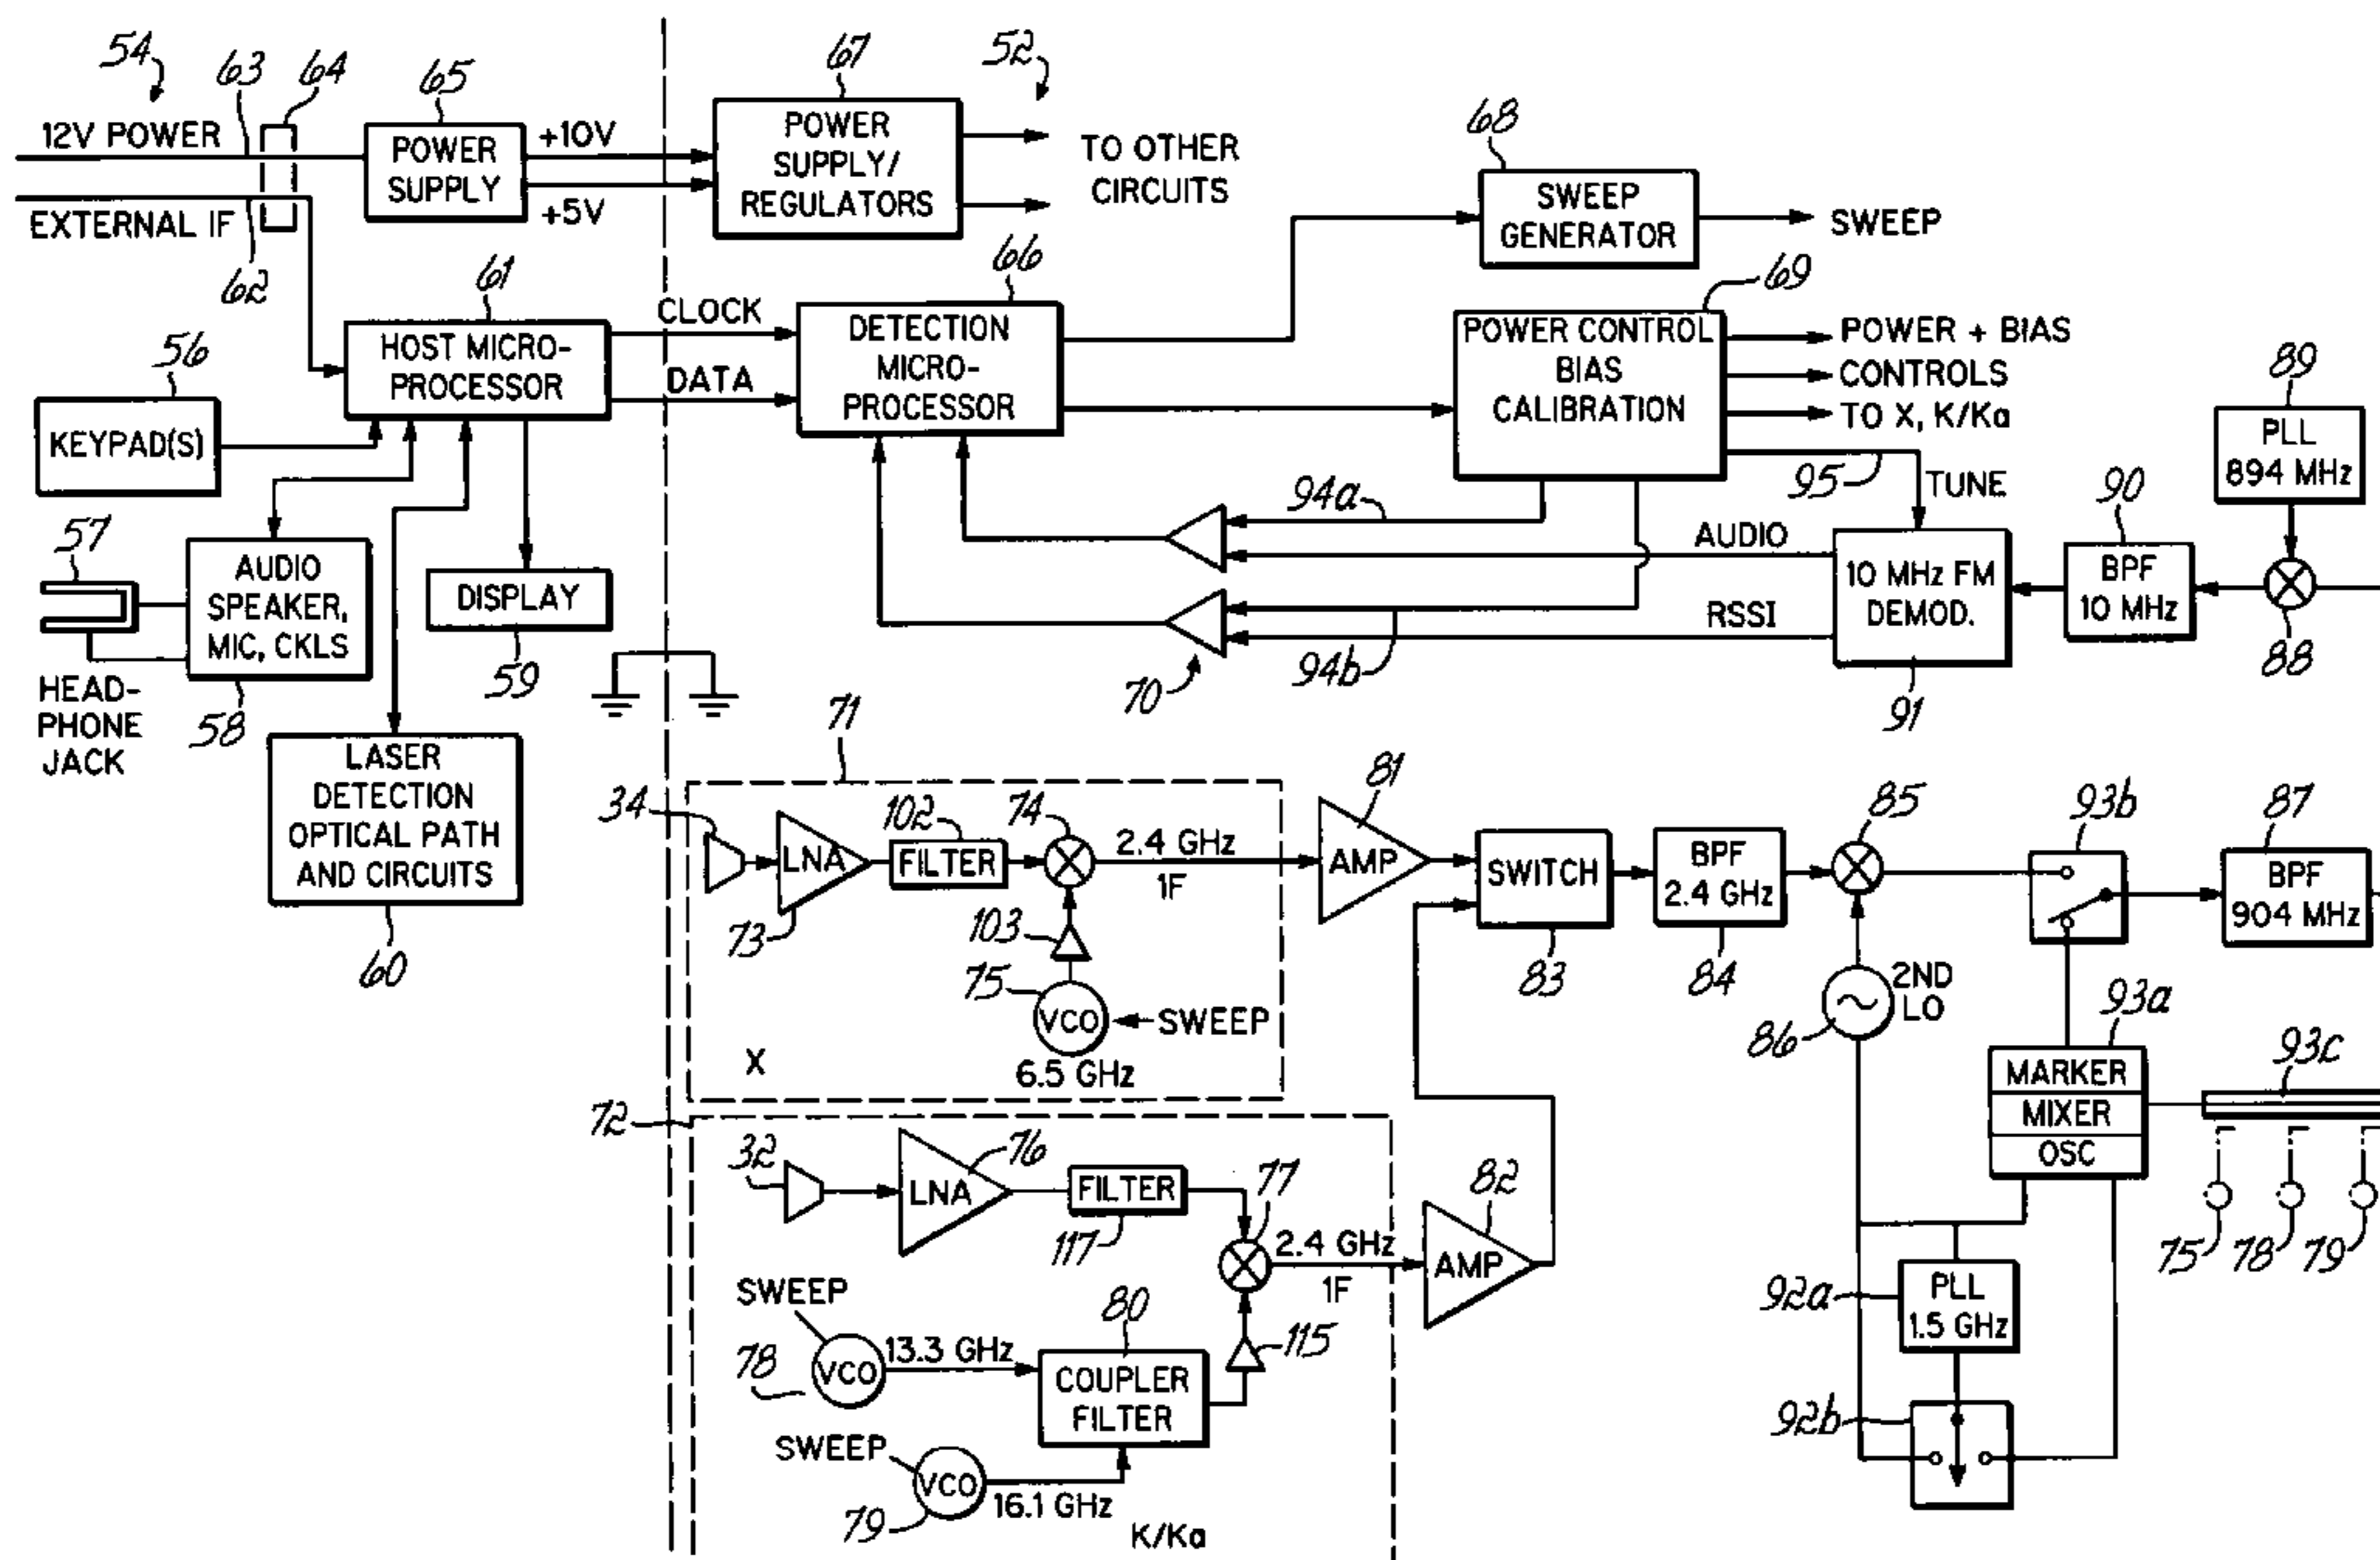 54
63
64
65
67
52
12V POWER
EXTERNAL IF
62
POWER
SUPPLY
+10V
+5V
POWER
SUPPLY/
REGULATORS
TO OTHER
CIRCUITS
68
SWEEP
GENERATOR
SWEEP
61
HOST MICRO-
PROCESSOR
CLOCK
DATA
66
DETECTION
MICRO-
PROCESSOR
69
POWER CONTROL
BIAS
CALIBRATION
POWER + BIAS
CONTROLS
TO X, K/Ka
95
TUNE
89
PLL
894 MHz
56
KEYPAD(S)
57
HEAD-
PHONE
JACK
AUDIO
SPEAKER,
MIC, CKLS
58
DISPLAY
59
94a
AUDIO
RSSI
94b
70
10 MHz FM
DEMOD.
91
90
BPF
10 MHz
88
LASER
DETECTION
OPTICAL PATH
AND CIRCUITS
60
71
34
LNA
73
102
FILTER
74
2.4 GHz
1F
103
75
VCO
SWEEP
6.5 GHz
X
81
AMP
SWITCH
83
BPF
2.4 GHz
84
85
93b
87
BPF
904 MHz
2ND
LO
86
93a
MARKER
MIXER
OSC
93c
75
78
79
72
32
LNA
76
FILTER
117
77
2.4 GHz
1F
82
AMP
SWEEP
78
VCO
13.3 GHz
80
COUPLER
FILTER
115
SWEEP
VCO
79
16.1 GHz
K/Ka
92a
PLL
1.5 GHz
92b